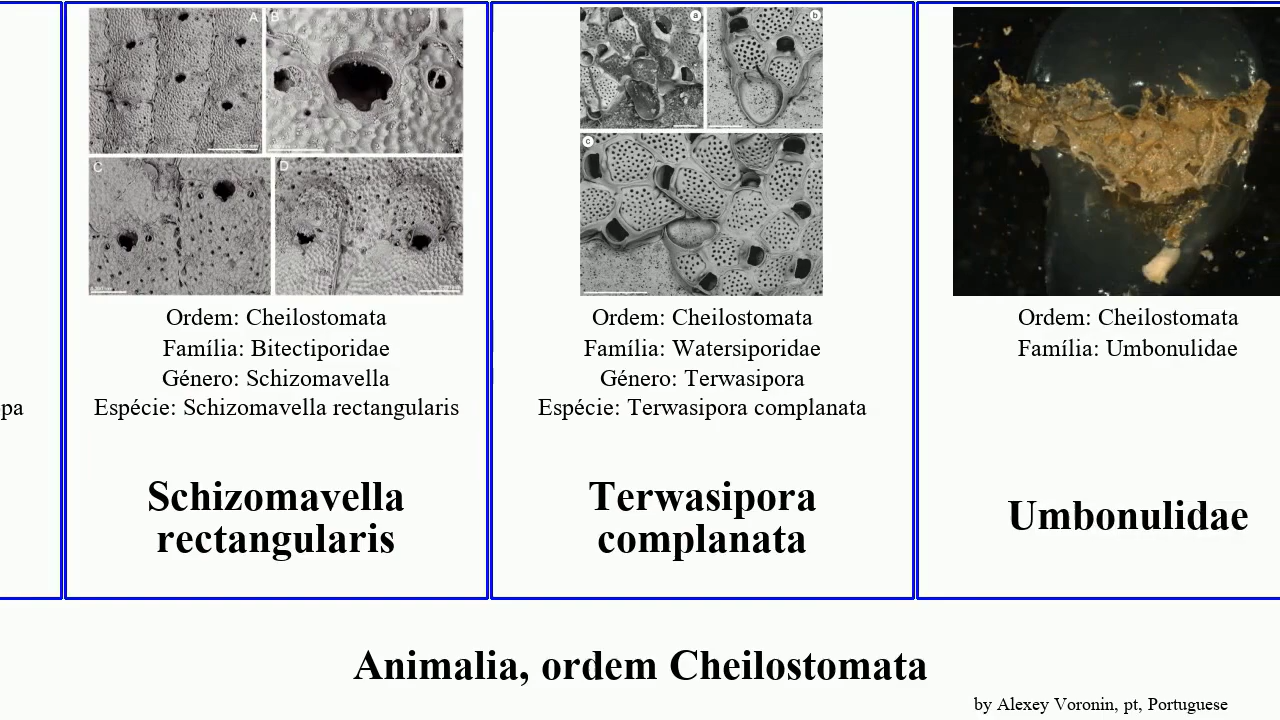 A
B
C
D
Ordem: Cheilostomata
Família: Bitectiporidae
Género: Schizomavella
Espécie: Schizomavella rectangularis
Schizomavella
rectangularis
a
b
c
Ordem: Cheilostomata
Família: Watersiporidae
Género: Terwasipora
Espécie: Terwasipora complanata
Terwasipora
complanata
Ordem: Cheilostomata
Família: Umbonulidae
Umbonulidae
Animalia, ordem Cheilostomata
by Alexey Voronin, pt, Portuguese